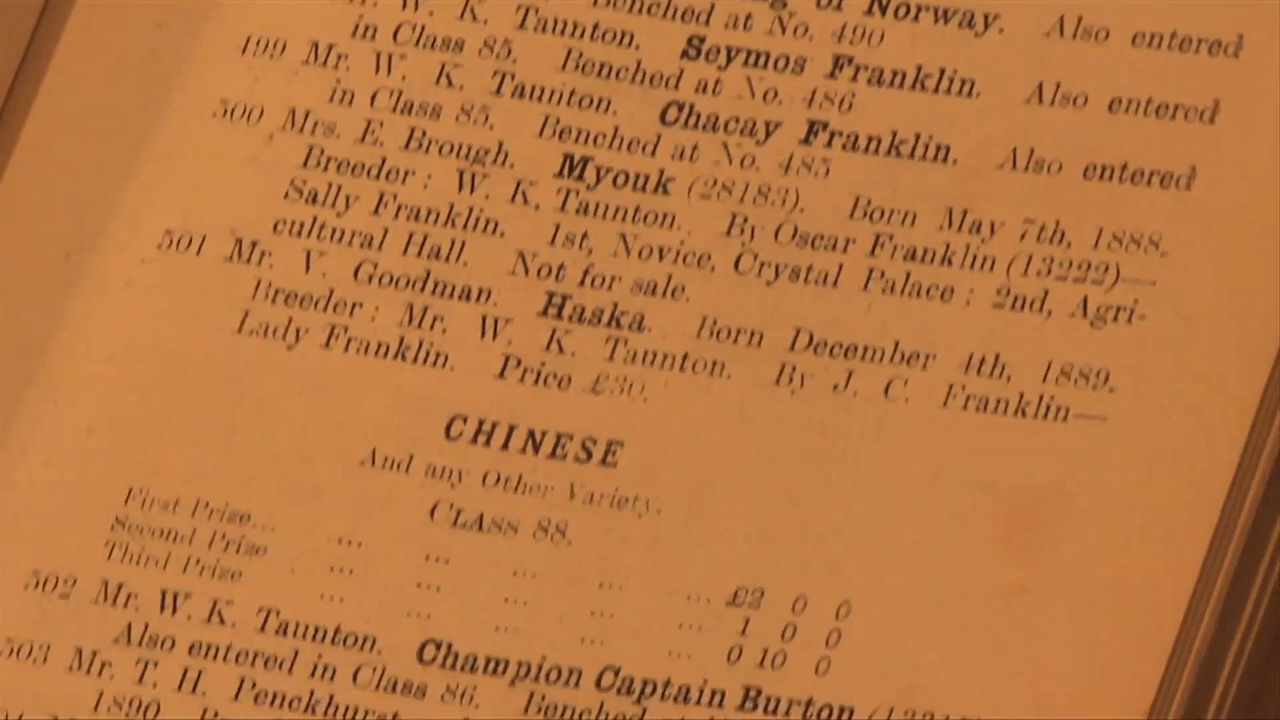 of Norway. Also entered
Benched at No. 490
W. K. Taunton. Seymos Franklin. Also entered
in Class 85. Benched at No. 486
499 Mr. W. K. Taunton. Chacay Franklin. Also entered
in Class 85. Benched at No. 485
500 Mrs. E. Brough. Myouk (28183). Born May 7th, 1888.
Breeder: W. K. Taunton. By Oscar Franklin (13222)—
Sally Franklin. 1st, Novice, Crystal Palace; 2nd, Agri-
cultural Hall. Not for sale.
501 Mr. V. Goodman. Haska. Born December 4th, 1889.
Breeder: Mr. W. K. Taunton. By J. C. Franklin—
Lady Franklin. Price £30.
CHINESE
And any Other Variety.
CLASS 88.
First Prize... ... ... ... ... ... £2 0 0
Second Prize ... ... ... ... ... 1 0 0
Third Prize ... ... ... ... ... 0 10 0
502 Mr. W. K. Taunton. Champion Captain Burton
Also entered in Class 86. Benched
503 Mr. T. H. Penckhurst
1890.